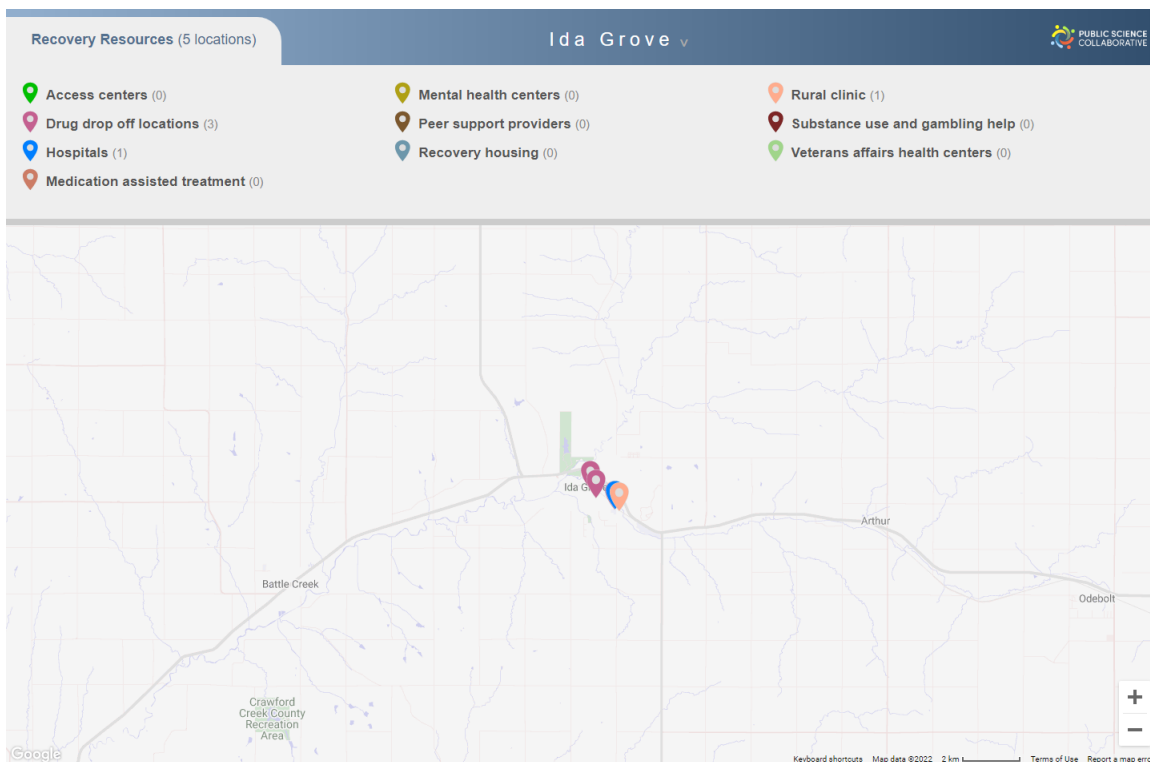 Recovery Resources (5 locations)
Ida Grove v
PUBLIC SCIENCE
COLLABORATIVE
Access centers (0)
Mental health centers (0)
Rural clinic (1)
Drug drop off locations (3)
Peer support providers (0)
Substance use and gambling help (0)
Hospitals (1)
Recovery housing (0)
Veterans affairs health centers (0)
Medication assisted treatment (0)
Ida G
Arthur
Battle Creek
Odebolt
Crawford
Creek County
Recreation
Area
+
−
Google
Keyboard shortcuts Map data ©2022 2 km Terms of Use Report a map erro